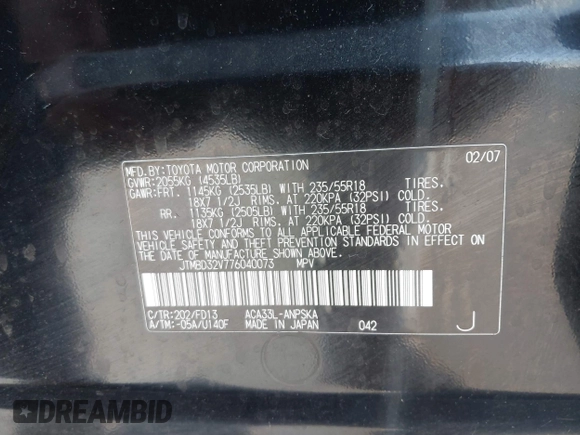 MFD.BY:TOYOTA MOTOR CORPORATION 02/07
GVWR:2055KG (4535LB)
GAWR:FRT. 1145KG (2535LB) WITH 235/55R18 TIRES.
18X7 1/2J RIMS. AT 220KPA (32PSI) COLD.
RR. 1135KG (2505LB) WITH 235/55R18 TIRES.
18X7 1/2J RIMS. AT 220KPA (32PSI) COLD.
THIS VEHICLE CONFORMS TO ALL APPLICABLE FEDERAL MOTOR
VEHICLE SAFETY AND THEFT PREVENTION STANDARDS IN EFFECT ON
THE DATE OF MANUFACTURE SHOWN ABOVE.
JTMBD32V776040073 MPV
C/TR:202/FD13 ACA33L-ANPSKA
A/TM:-05A/U140F MADE IN JAPAN 042 J
DREAMBID